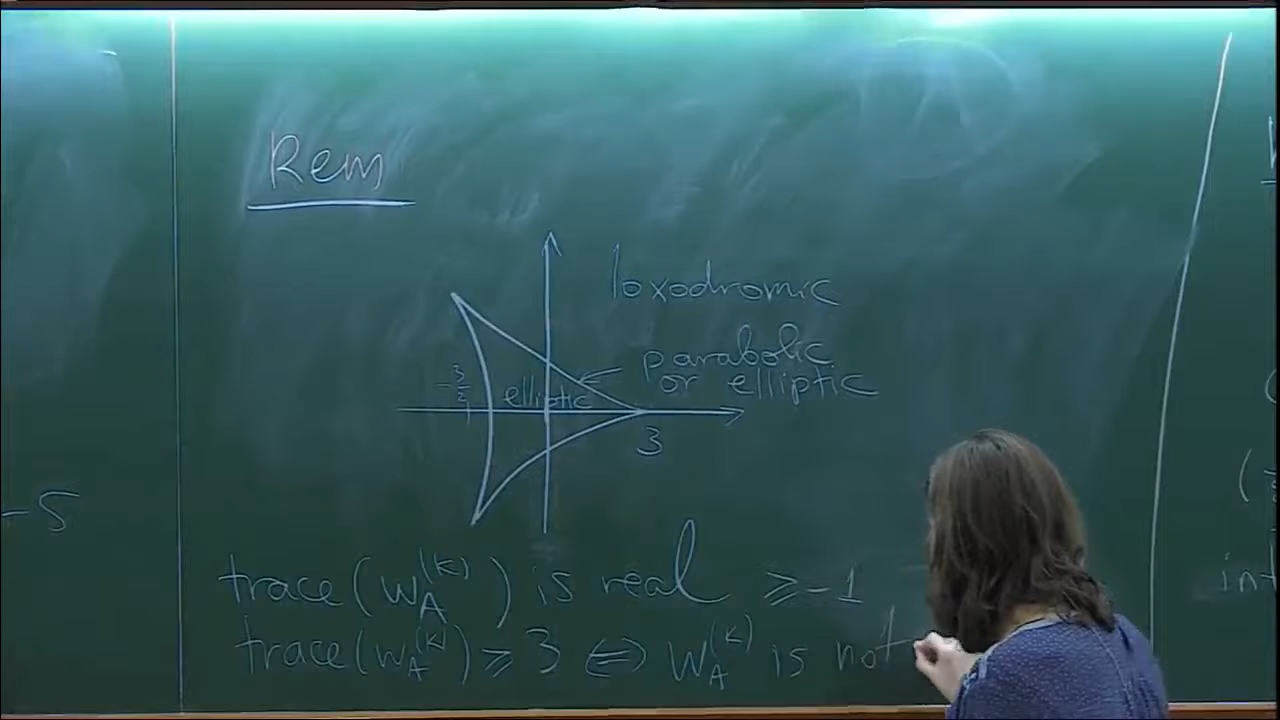 Rem
loxodromic
parabolic
or elliptic
-3/2
elliptic
3
-5
trace(w_A^(k)) is real ≥-1
trace(w_A^(k)) ≥ 3 ⇔ w_A^(k) is not